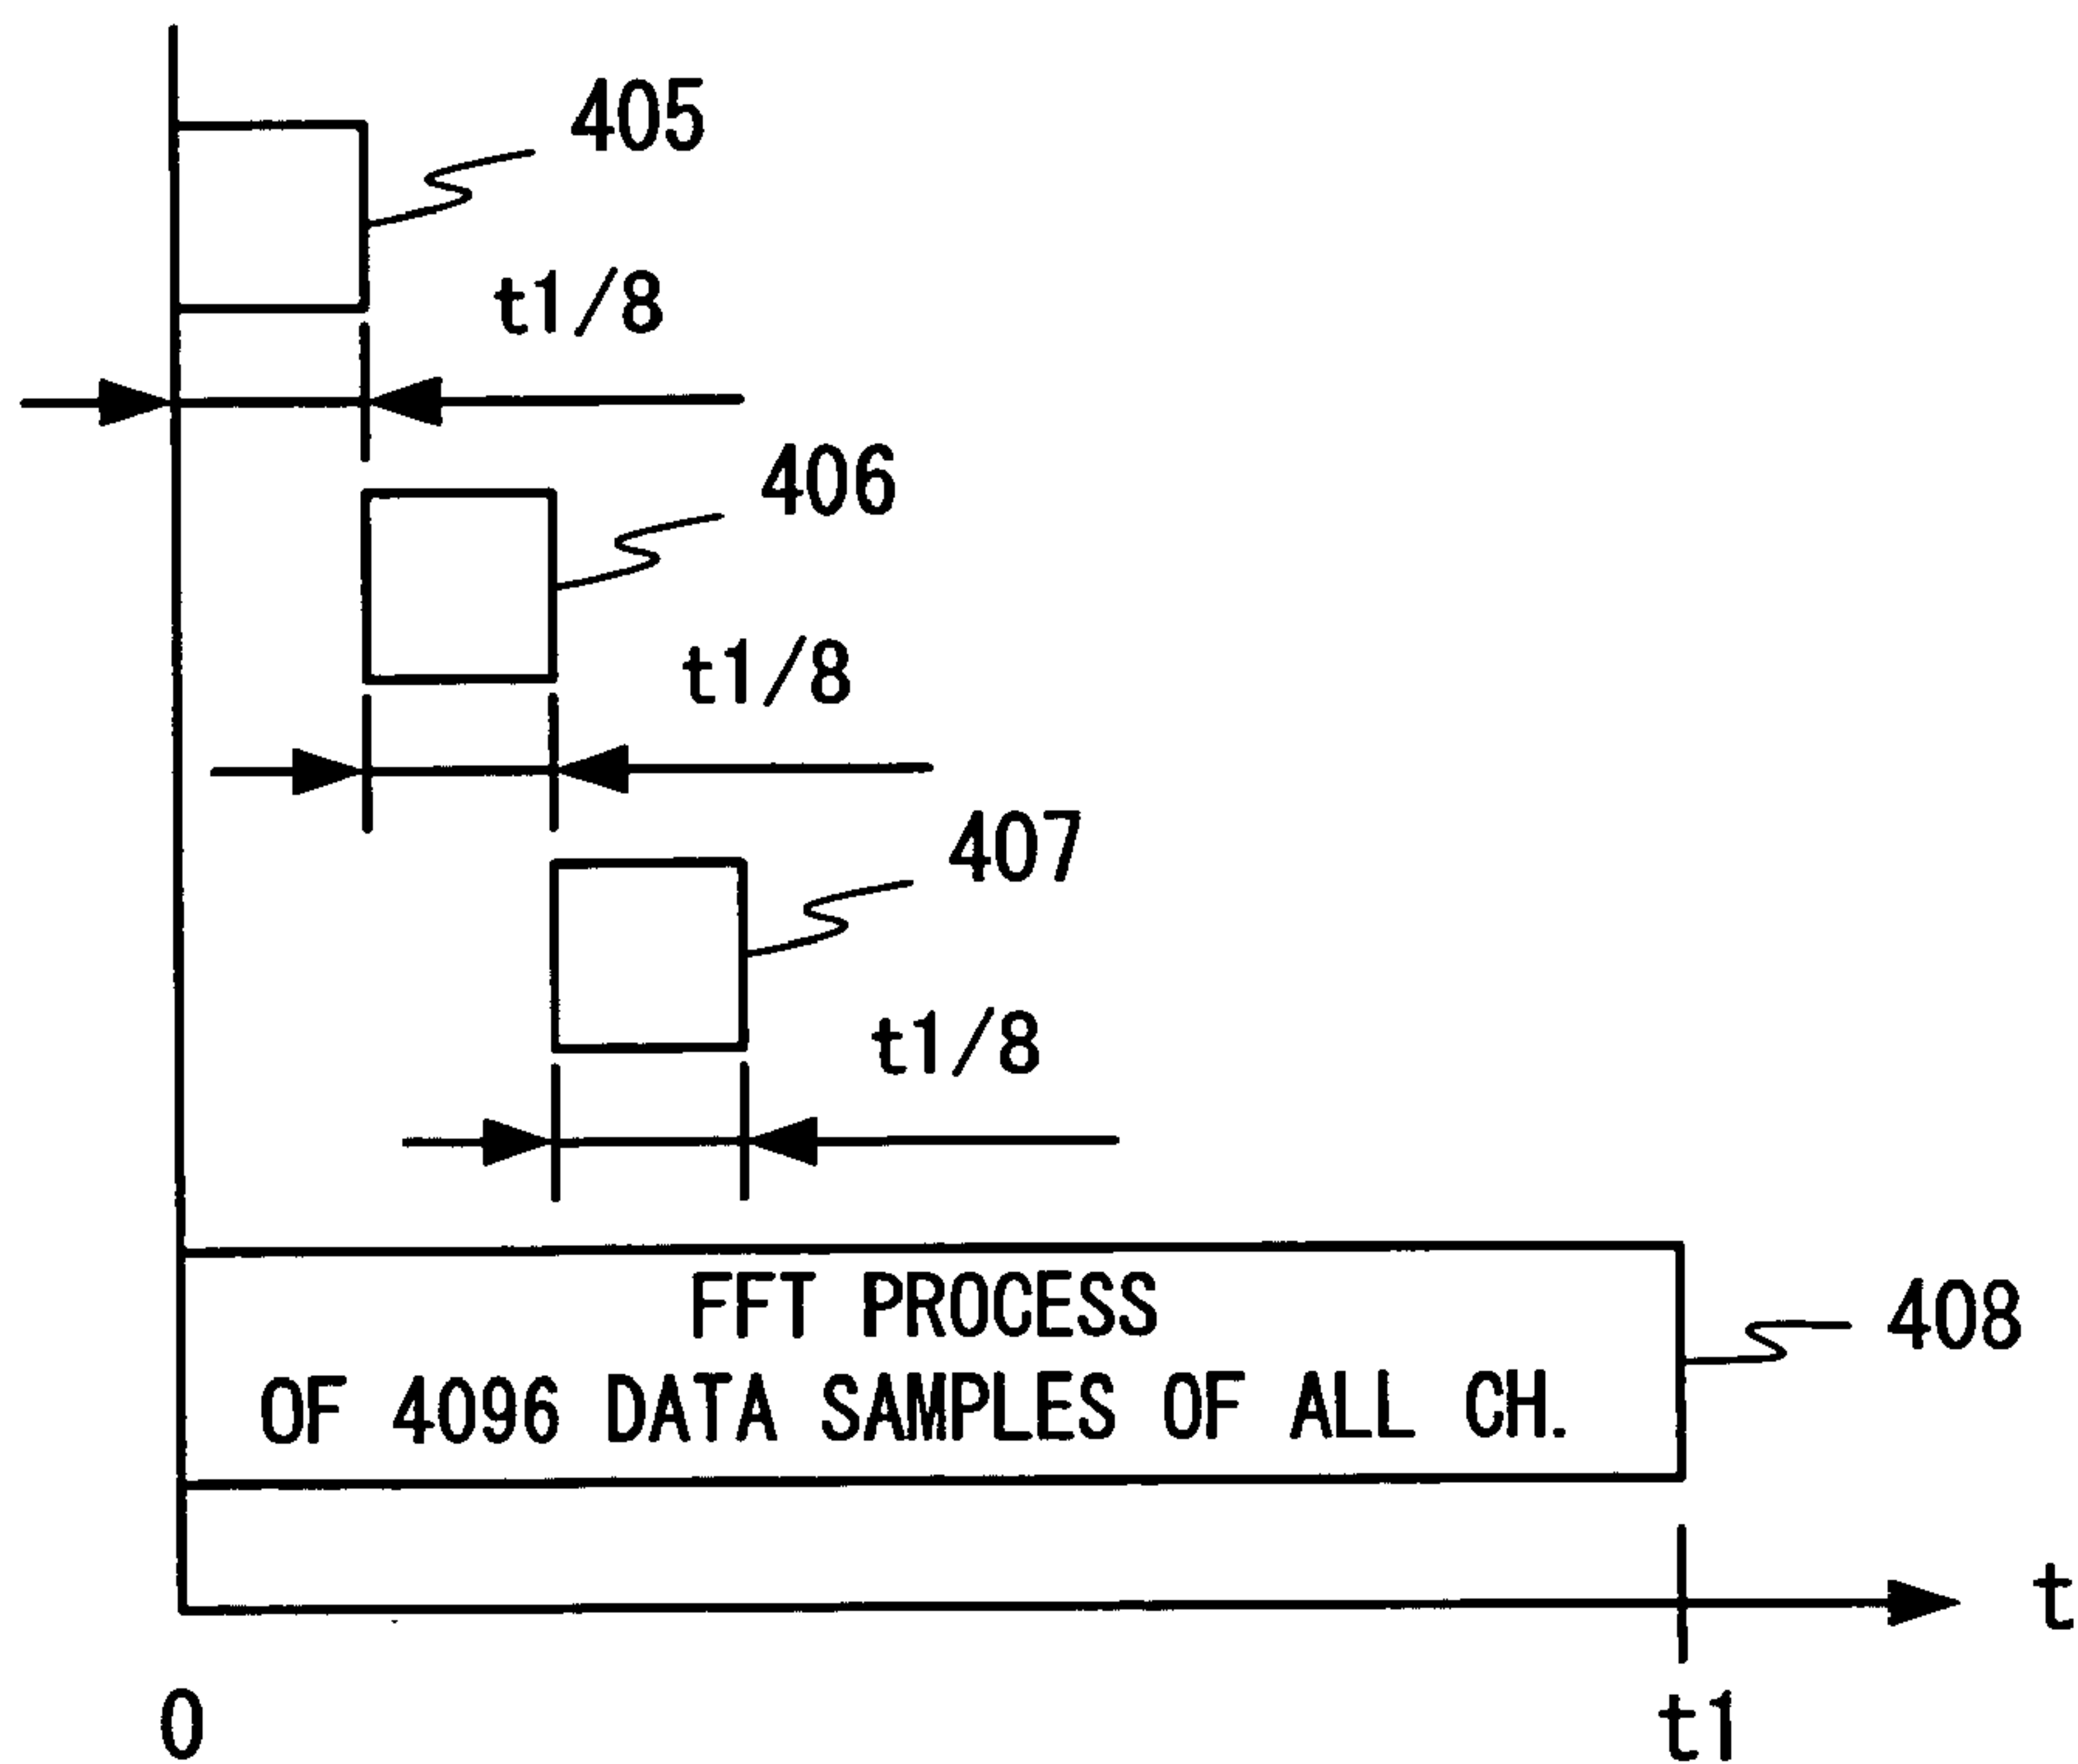 405
t1/8
406
t1/8
407
t1/8
FFT PROCESS
OF 4096 DATA SAMPLES OF ALL CH.
408
t
0
t1